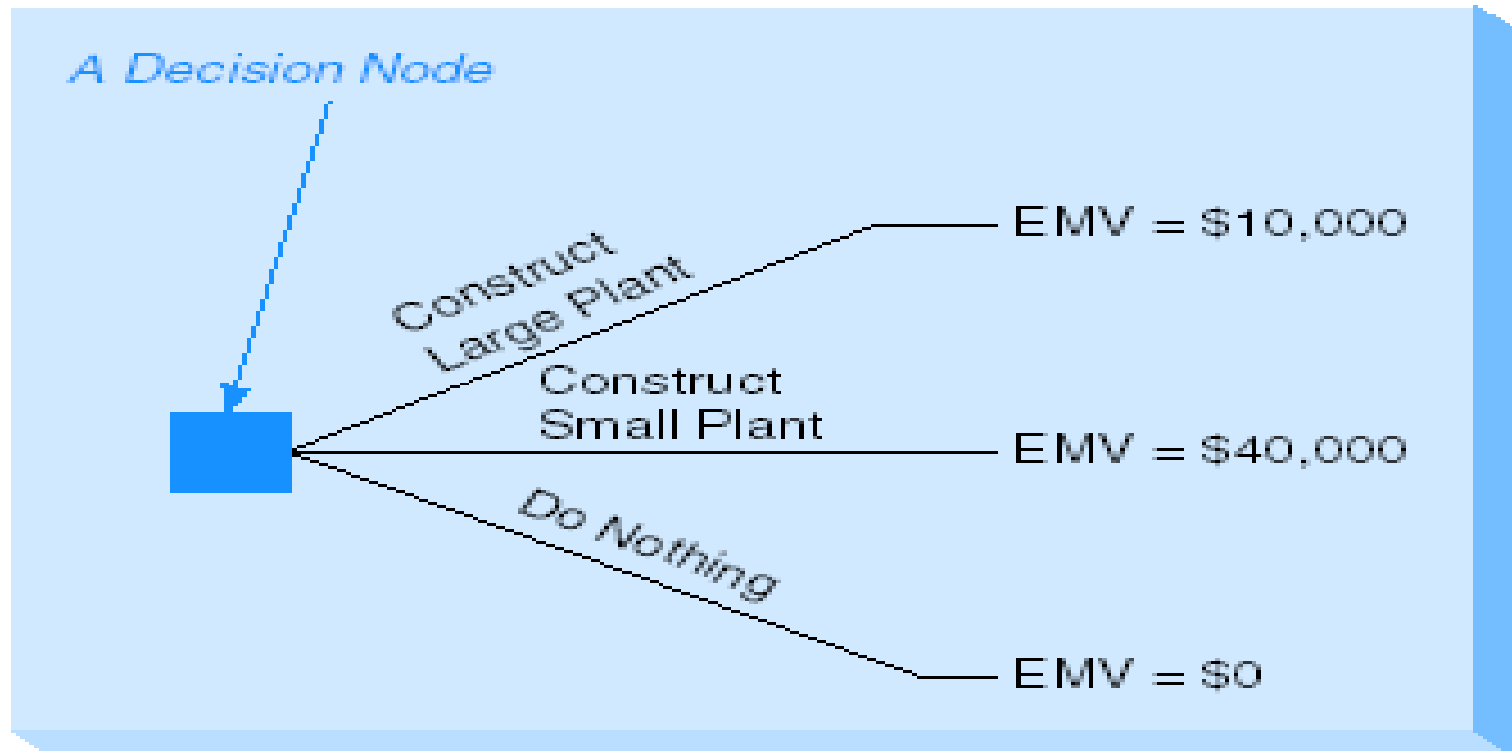 A Decision Node
Construct
Large Plant
EMV = $10,000
Construct
Small Plant
EMV = $40,000
Do Nothing
EMV = $0